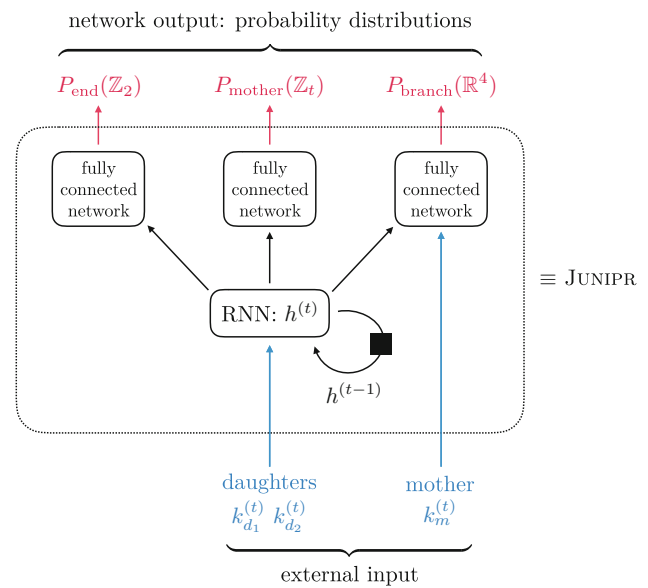 network output: probability distributions
P_end(ℤ_2) P_mother(ℤ_t) P_branch(ℝ^4)
fully connected network
fully connected network
fully connected network
RNN: h^(t)
h^(t−1)
≡ JUNIPR
daughters
k_{d_1}^(t) k_{d_2}^(t)
mother
k_m^(t)
external input